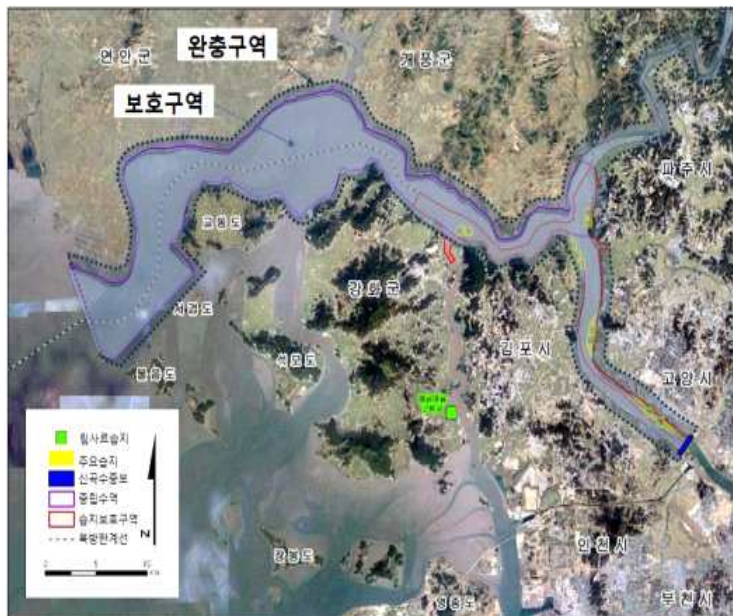 연안군
완충구역
개풍군
보호구역
파주시
교동도
강화군
서검도
김포시
석모도
볼음도
고양시
람사르습지
주요습지
신곡수중보
중립수역
습지보호구역
북방한계선
N
0 5 10
km
장봉도
인천시
영종도
부천시